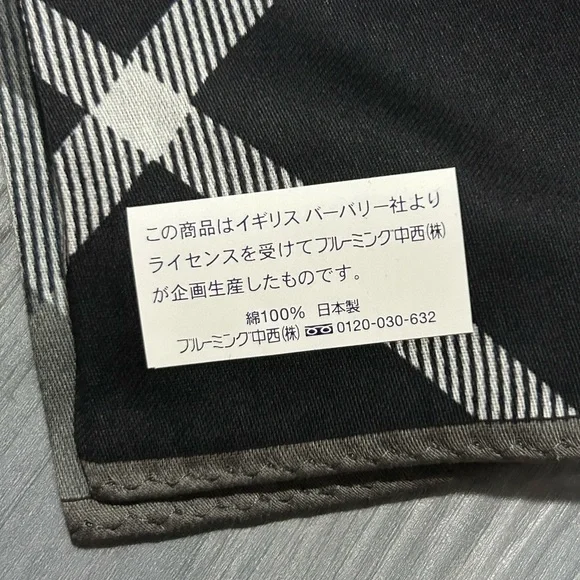 この商品はイギリス バーバリー社より
ライセンスを受けてブルーミング中西(株)
が企画生産したものです。
綿100% 日本製
ブルーミング中西(株) 0120-030-632